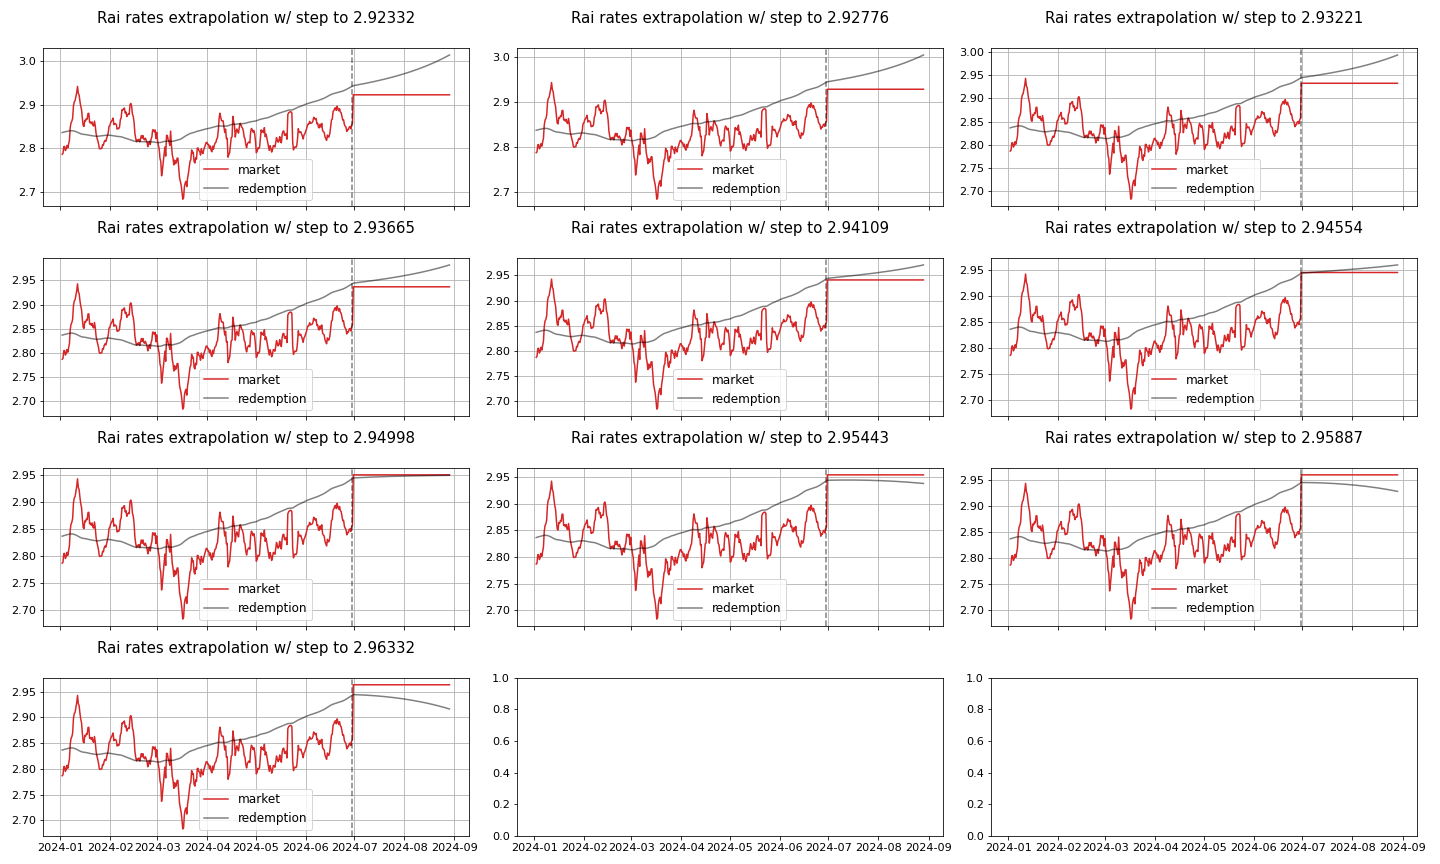 Rai rates extrapolation w/ step to 2.92332
3.0
2.9
2.8
2.7
market
redemption
Rai rates extrapolation w/ step to 2.92776
3.0
2.9
2.8
2.7
market
redemption
Rai rates extrapolation w/ step to 2.93221
3.00
2.95
2.90
2.85
2.80
2.75
2.70
market
redemption
Rai rates extrapolation w/ step to 2.93665
2.95
2.90
2.85
2.80
2.75
2.70
market
redemption
Rai rates extrapolation w/ step to 2.94109
2.95
2.90
2.85
2.80
2.75
2.70
market
redemption
Rai rates extrapolation w/ step to 2.94554
2.95
2.90
2.85
2.80
2.75
2.70
market
redemption
Rai rates extrapolation w/ step to 2.94998
2.95
2.90
2.85
2.80
2.75
2.70
market
redemption
Rai rates extrapolation w/ step to 2.95443
2.95
2.90
2.85
2.80
2.75
2.70
market
redemption
Rai rates extrapolation w/ step to 2.95887
2.95
2.90
2.85
2.80
2.75
2.70
market
redemption
Rai rates extrapolation w/ step to 2.96332
2.95
2.90
2.85
2.80
2.75
2.70
market
redemption
2024-01 2024-02 2024-03 2024-04 2024-05 2024-06 2024-07 2024-08 2024-09
1.0
0.8
0.6
0.4
0.2
0.0
2024-01 2024-02 2024-03 2024-04 2024-05 2024-06 2024-07 2024-08 2024-09
1.0
0.8
0.6
0.4
0.2
0.0
2024-01 2024-02 2024-03 2024-04 2024-05 2024-06 2024-07 2024-08 2024-09